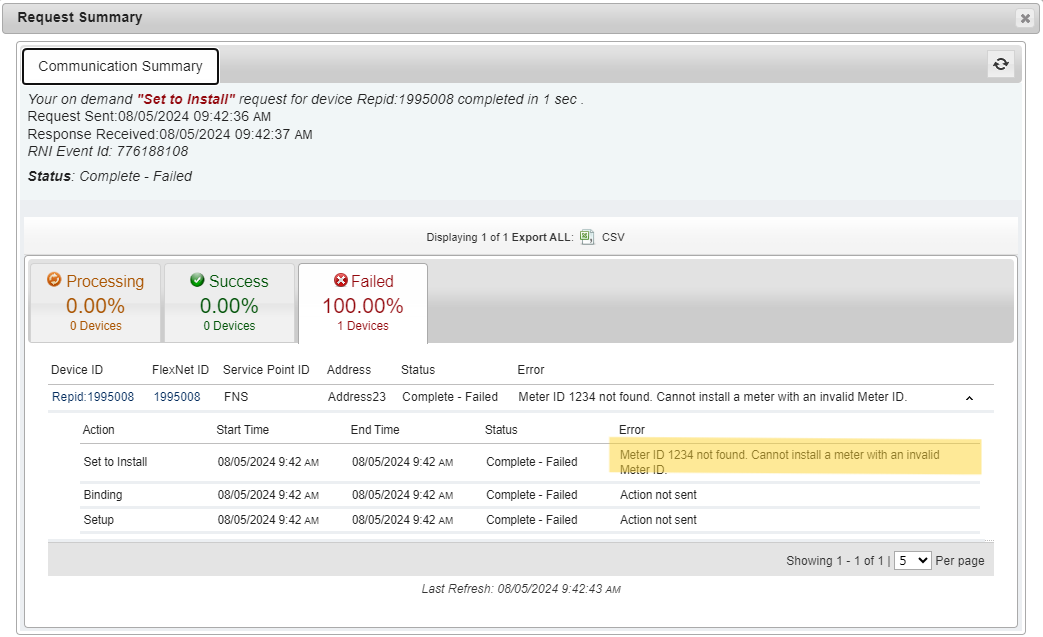 Request Summary
Communication Summary
Your on demand "Set to Install" request for device Repid:1995008 completed in 1 sec .
Request Sent:08/05/2024 09:42:36 AM
Response Received:08/05/2024 09:42:37 AM
RNI Event Id: 776188108
Status: Complete - Failed
Displaying 1 of 1 Export ALL: CSV
Processing
0.00%
0 Devices
Success
0.00%
0 Devices
Failed
100.00%
1 Devices
Device ID FlexNet ID Service Point ID Address Status Error
Repid:1995008 1995008 FNS Address23 Complete - Failed Meter ID 1234 not found. Cannot install a meter with an invalid Meter ID.
Action Start Time End Time Status Error
Set to Install 08/05/2024 9:42 AM 08/05/2024 9:42 AM Complete - Failed Meter ID 1234 not found. Cannot install a meter with an invalid
Meter ID.
Binding 08/05/2024 9:42 AM 08/05/2024 9:42 AM Complete - Failed Action not sent
Setup 08/05/2024 9:42 AM 08/05/2024 9:42 AM Complete - Failed Action not sent
Showing 1 - 1 of 1 | 5 Per page
Last Refresh: 08/05/2024 9:42:43 AM